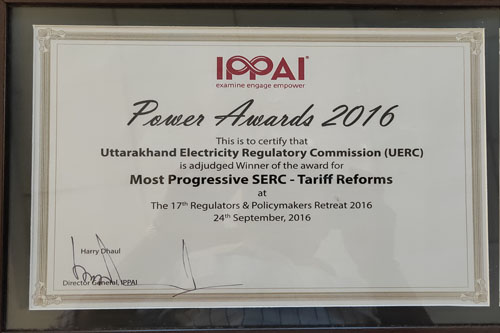 IPPAI®
examine engage empower
Power Awards 2016
This is to certify that
Uttarakhand Electricity Regulatory Commission (UERC)
is adjudged Winner of the award for
Most Progressive SERC - Tariff Reforms
at
The 17th Regulators & Policymakers Retreat 2016
24th September, 2016
Harry Dhaul
Director General, IPPAI